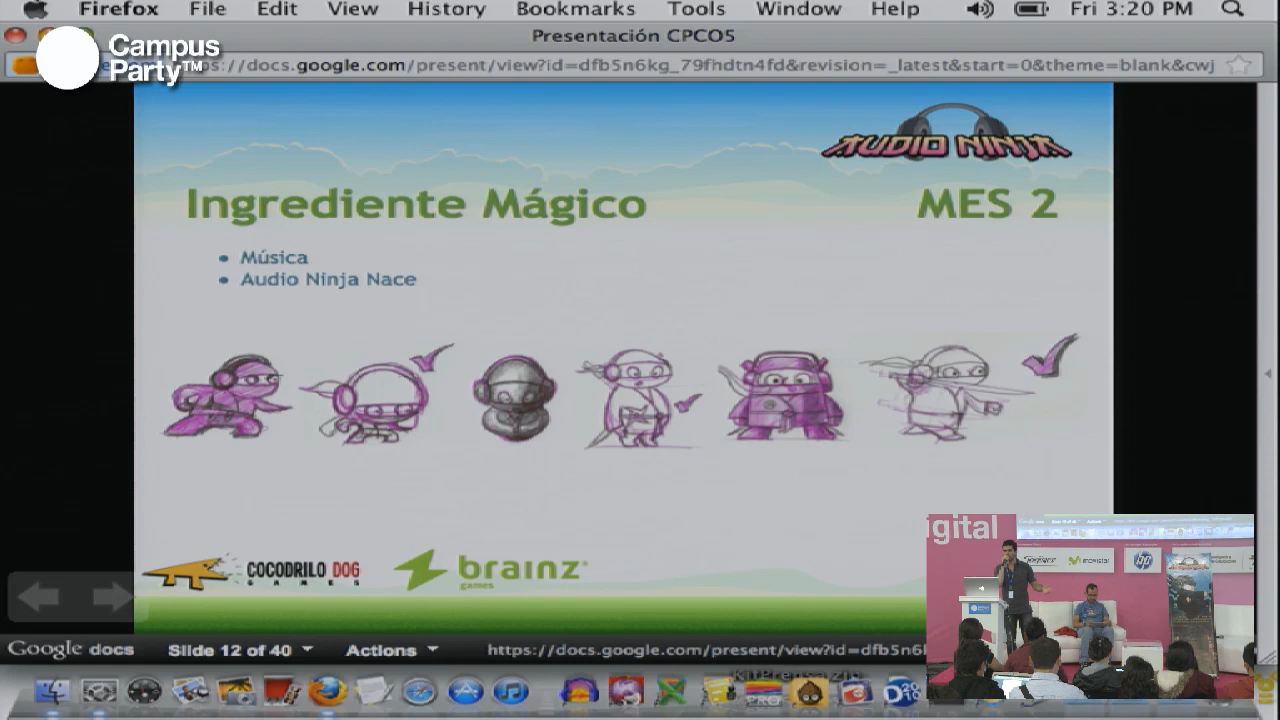 Firefox File Edit View History Bookmarks Tools Window Help Fri 3:20 PM
Presentación CPCO5
Campus
Party™
s://docs.google.com/present/view?id=dfb5n6kg_79fhdtn4fd&revision=_latest&start=0&theme=blank&cwj
AUDIO NINJA
Ingrediente Mágico
MES 2
Música
Audio Ninja Nace
COCODRILO DOG
GAMES
brainz
games
igital
movistar
hp
Google docs Slide 12 of 40 Actions https://docs.google.com/present/view?id=dfb5n6